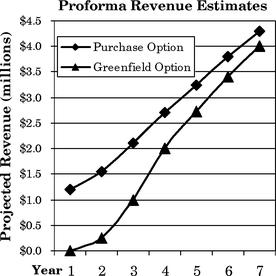 Proforma Revenue Estimates
Projected Revenue (millions)
$4.5
$4.0
$3.5
$3.0
$2.5
$2.0
$1.5
$1.0
$0.5
$0.0
Purchase Option
Greenfield Option
Year 1 2 3 4 5 6 7